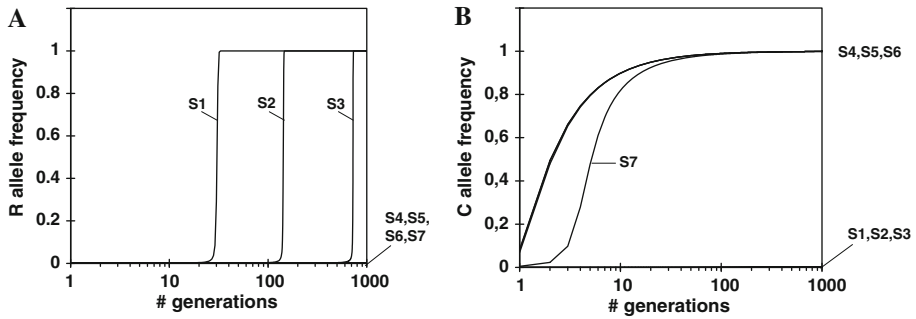 A
R allele frequency
1
0.8
0.6
0.4
0.2
0
S1
S2
S3
S4,S5,
S6,S7
1
10
100
1000
# generations
B
C allele frequency
1
0,8
0,6
0,4
0,2
0
S4,S5,S6
S7
S1,S2,S3
1
10
100
1000
# generations